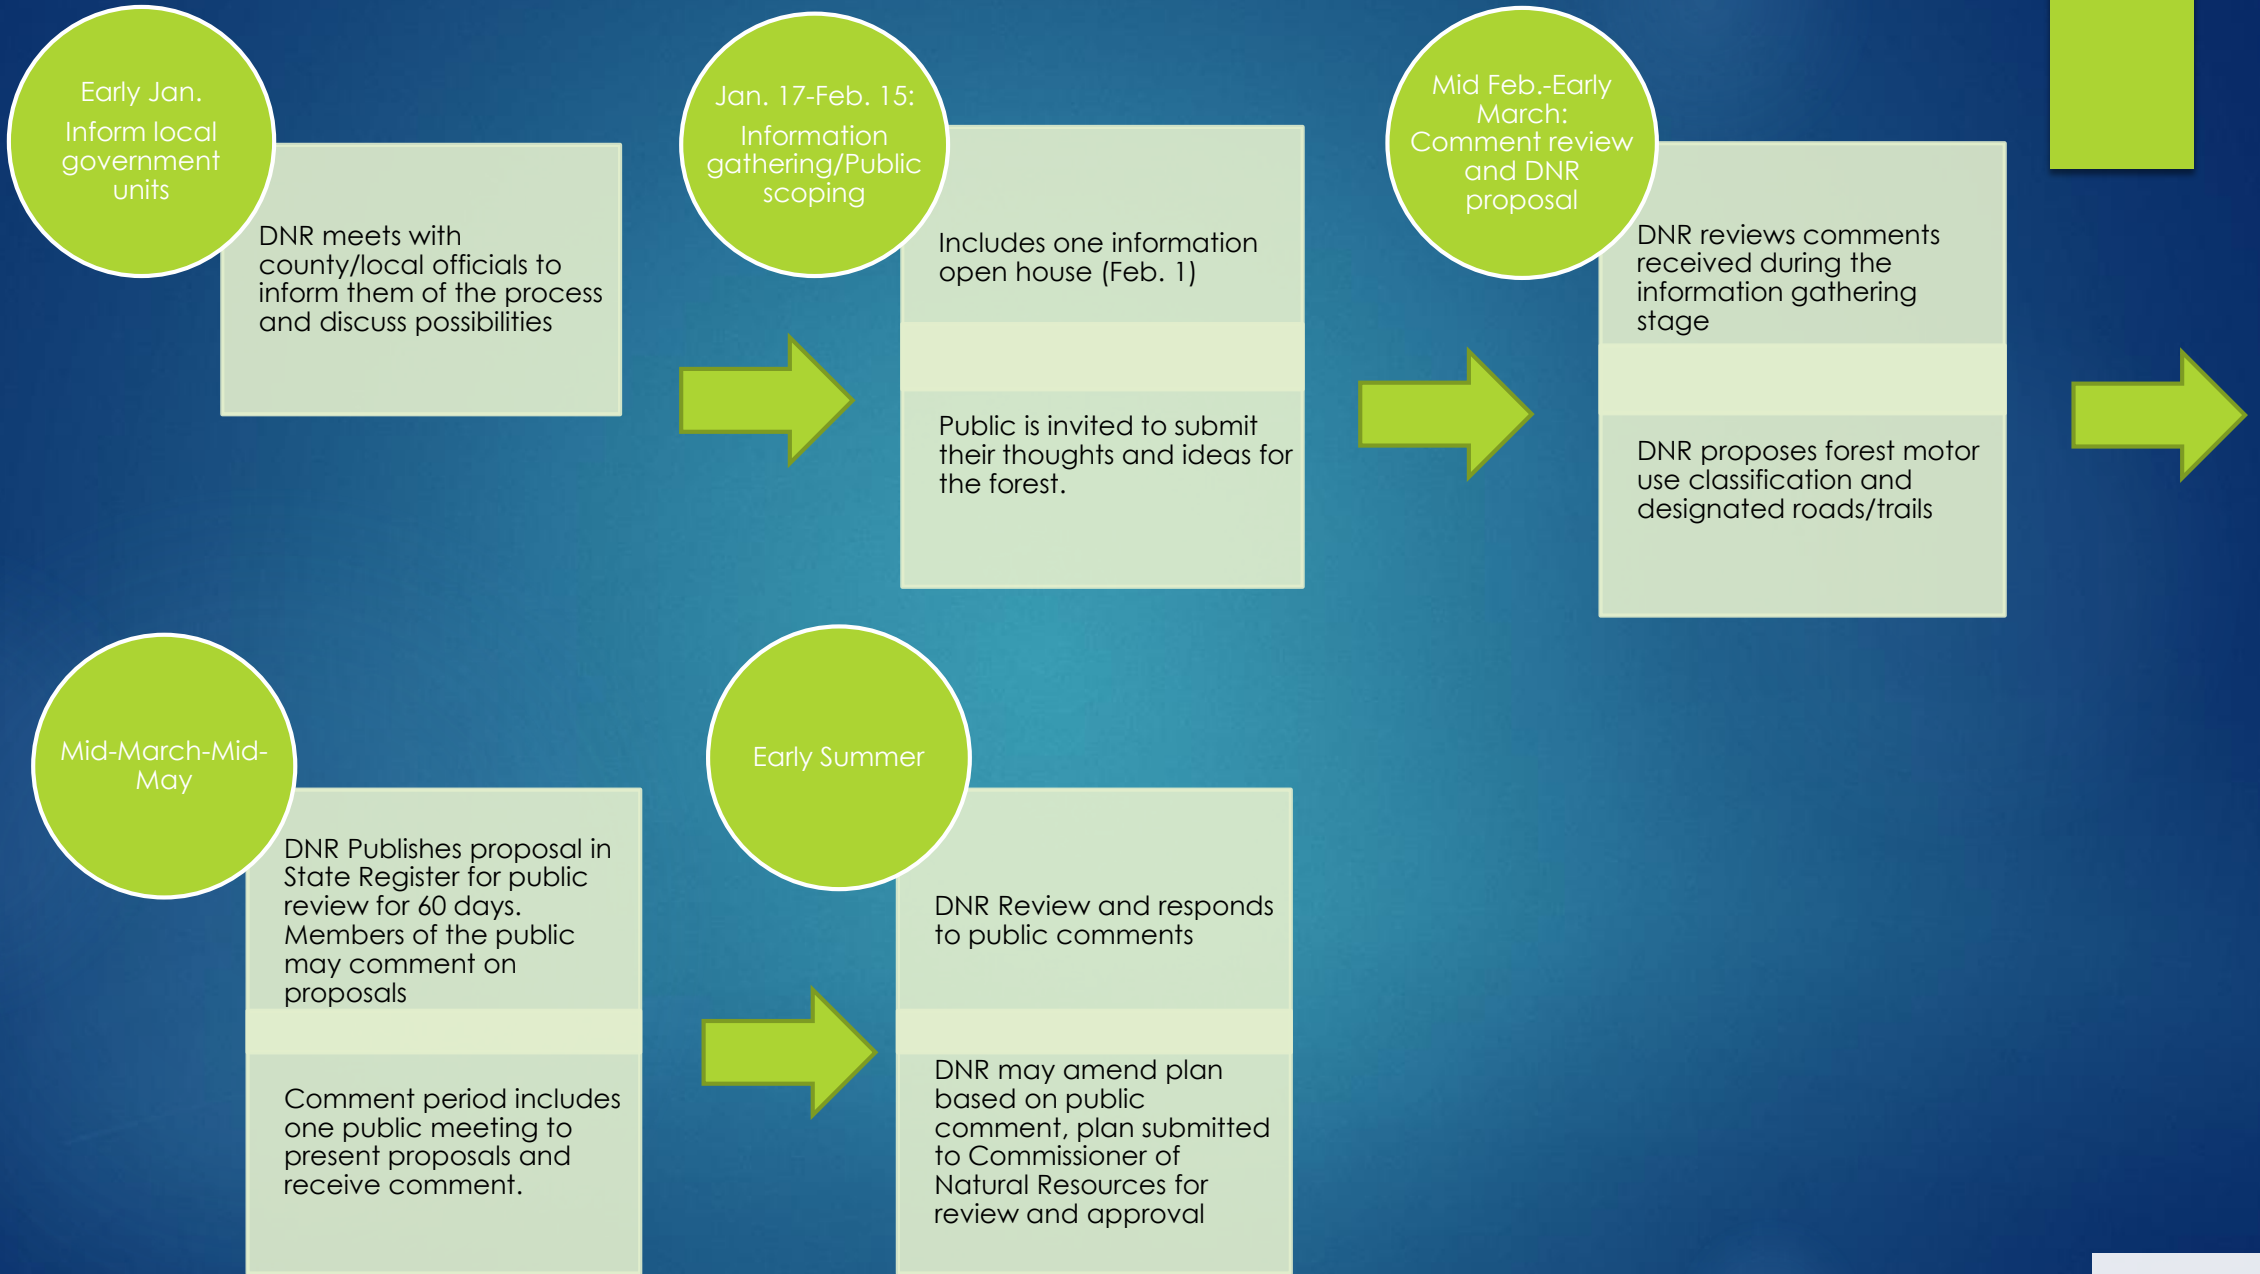 Early Jan.
Inform local
government
units
DNR meets with
county/local officials to
inform them of the process
and discuss possibilities
Jan. 17-Feb. 15:
Information
gathering/Public
scoping
Includes one information
open house (Feb. 1)
Public is invited to submit
their thoughts and ideas for
the forest.
Mid Feb.-Early
March:
Comment review
and DNR
proposal
DNR reviews comments
received during the
information gathering
stage
DNR proposes forest motor
use classification and
designated roads/trails
Mid-March-Mid-
May
DNR Publishes proposal in
State Register for public
review for 60 days.
Members of the public
may comment on
proposals
Comment period includes
one public meeting to
present proposals and
receive comment.
Early Summer
DNR Review and responds
to public comments
DNR may amend plan
based on public
comment, plan submitted
to Commissioner of
Natural Resources for
review and approval